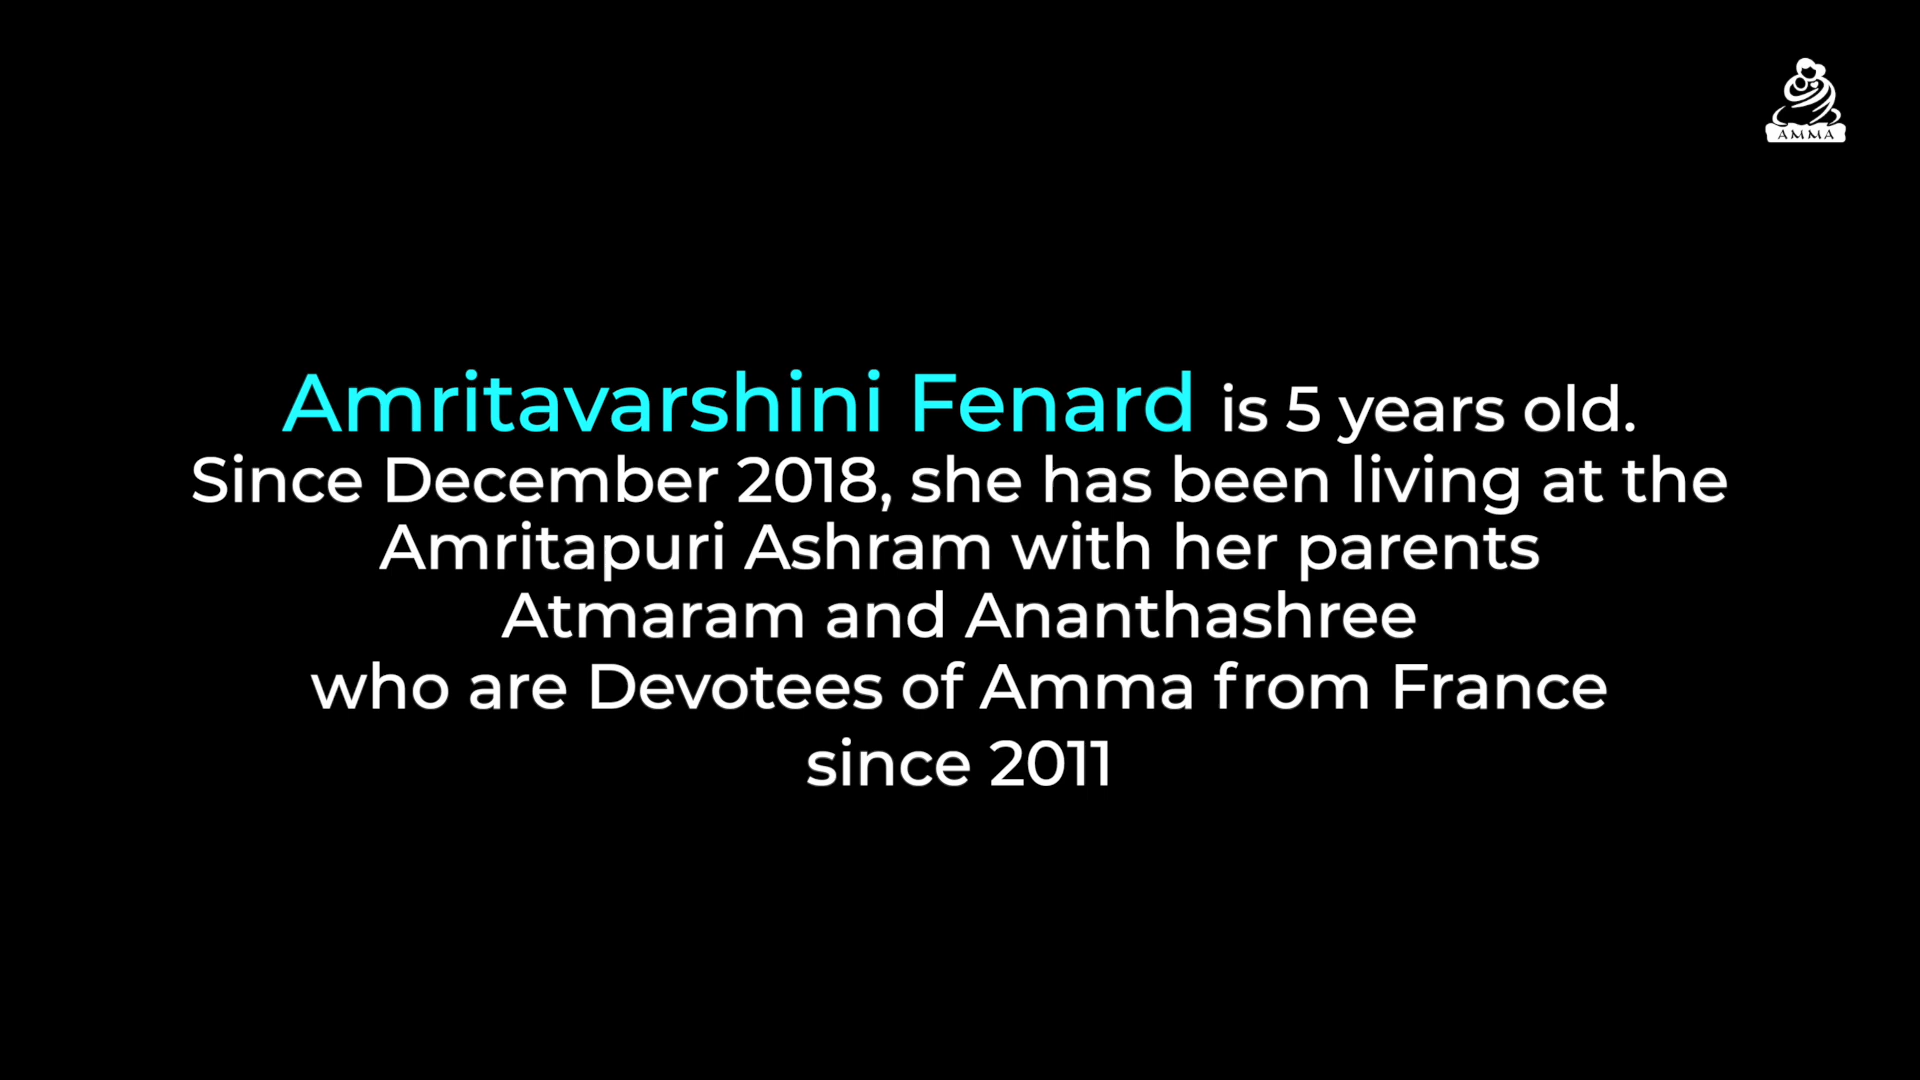 AMMA
Amritavarshini Fenard is 5 years old.
Since December 2018, she has been living at the
Amritapuri Ashram with her parents
Atmaram and Ananthashree
who are Devotees of Amma from France
since 2011